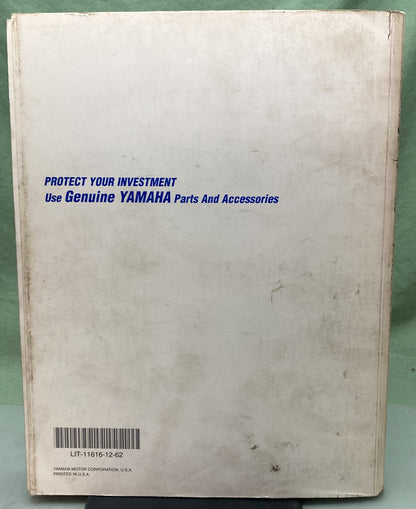 PROTECT YOUR INVESTMENT
Use Genuine YAMAHA Parts And Accessories
LIT-11616-12-62
YAMAHA MOTOR CORPORATION, U.S.A.
PRINTED IN U.S.A.